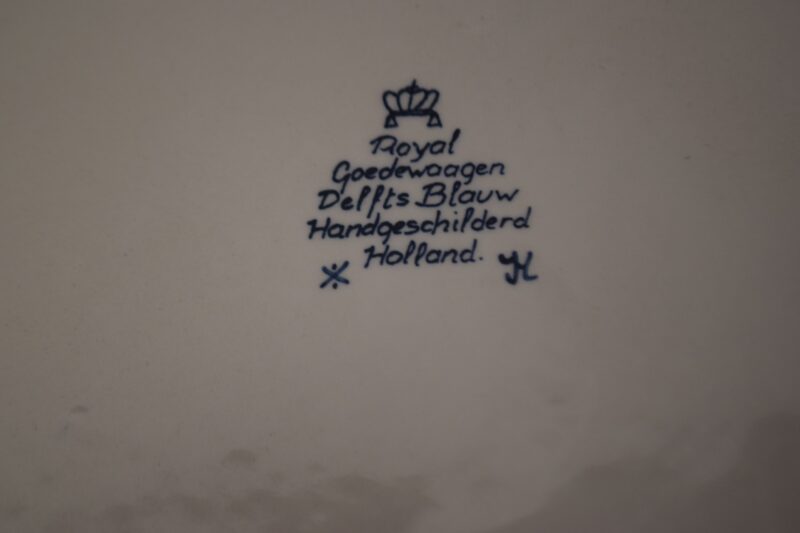 Royal
Goedewaagen
Delfts Blauw
Handgeschilderd
Holland.